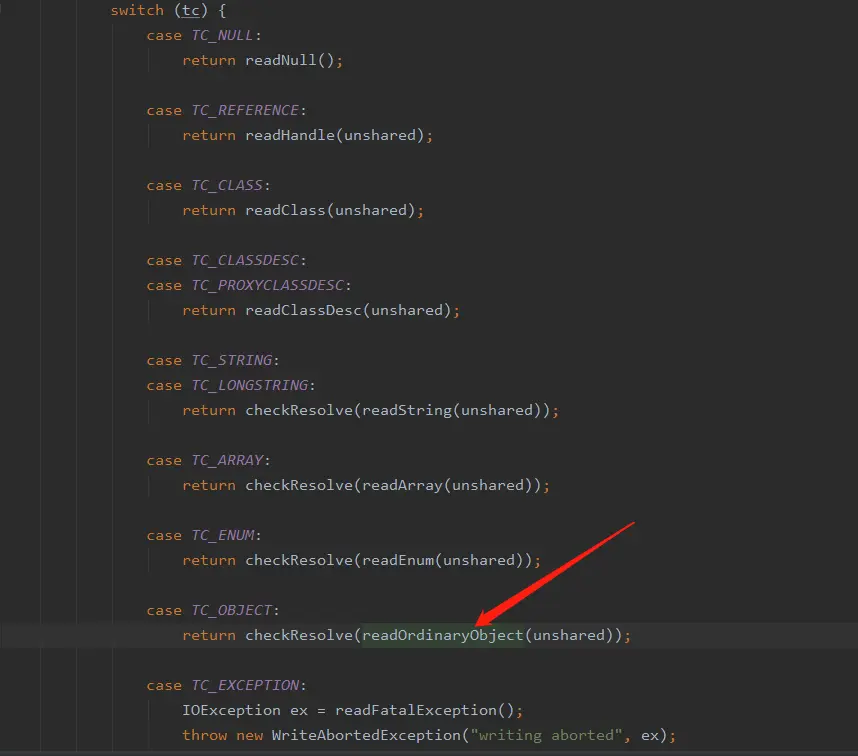 switch (tc) {
case TC_NULL:
return readNull();
case TC_REFERENCE:
return readHandle(unshared);
case TC_CLASS:
return readClass(unshared);
case TC_CLASSDESC:
case TC_PROXYCLASSDESC:
return readClassDesc(unshared);
case TC_STRING:
case TC_LONGSTRING:
return checkResolve(readString(unshared));
case TC_ARRAY:
return checkResolve(readArray(unshared));
case TC_ENUM:
return checkResolve(readEnum(unshared));
case TC_OBJECT:
return checkResolve(readOrdinaryObject(unshared));
case TC_EXCEPTION:
IOException ex = readFatalException();
throw new WriteAbortedException("writing aborted", ex);